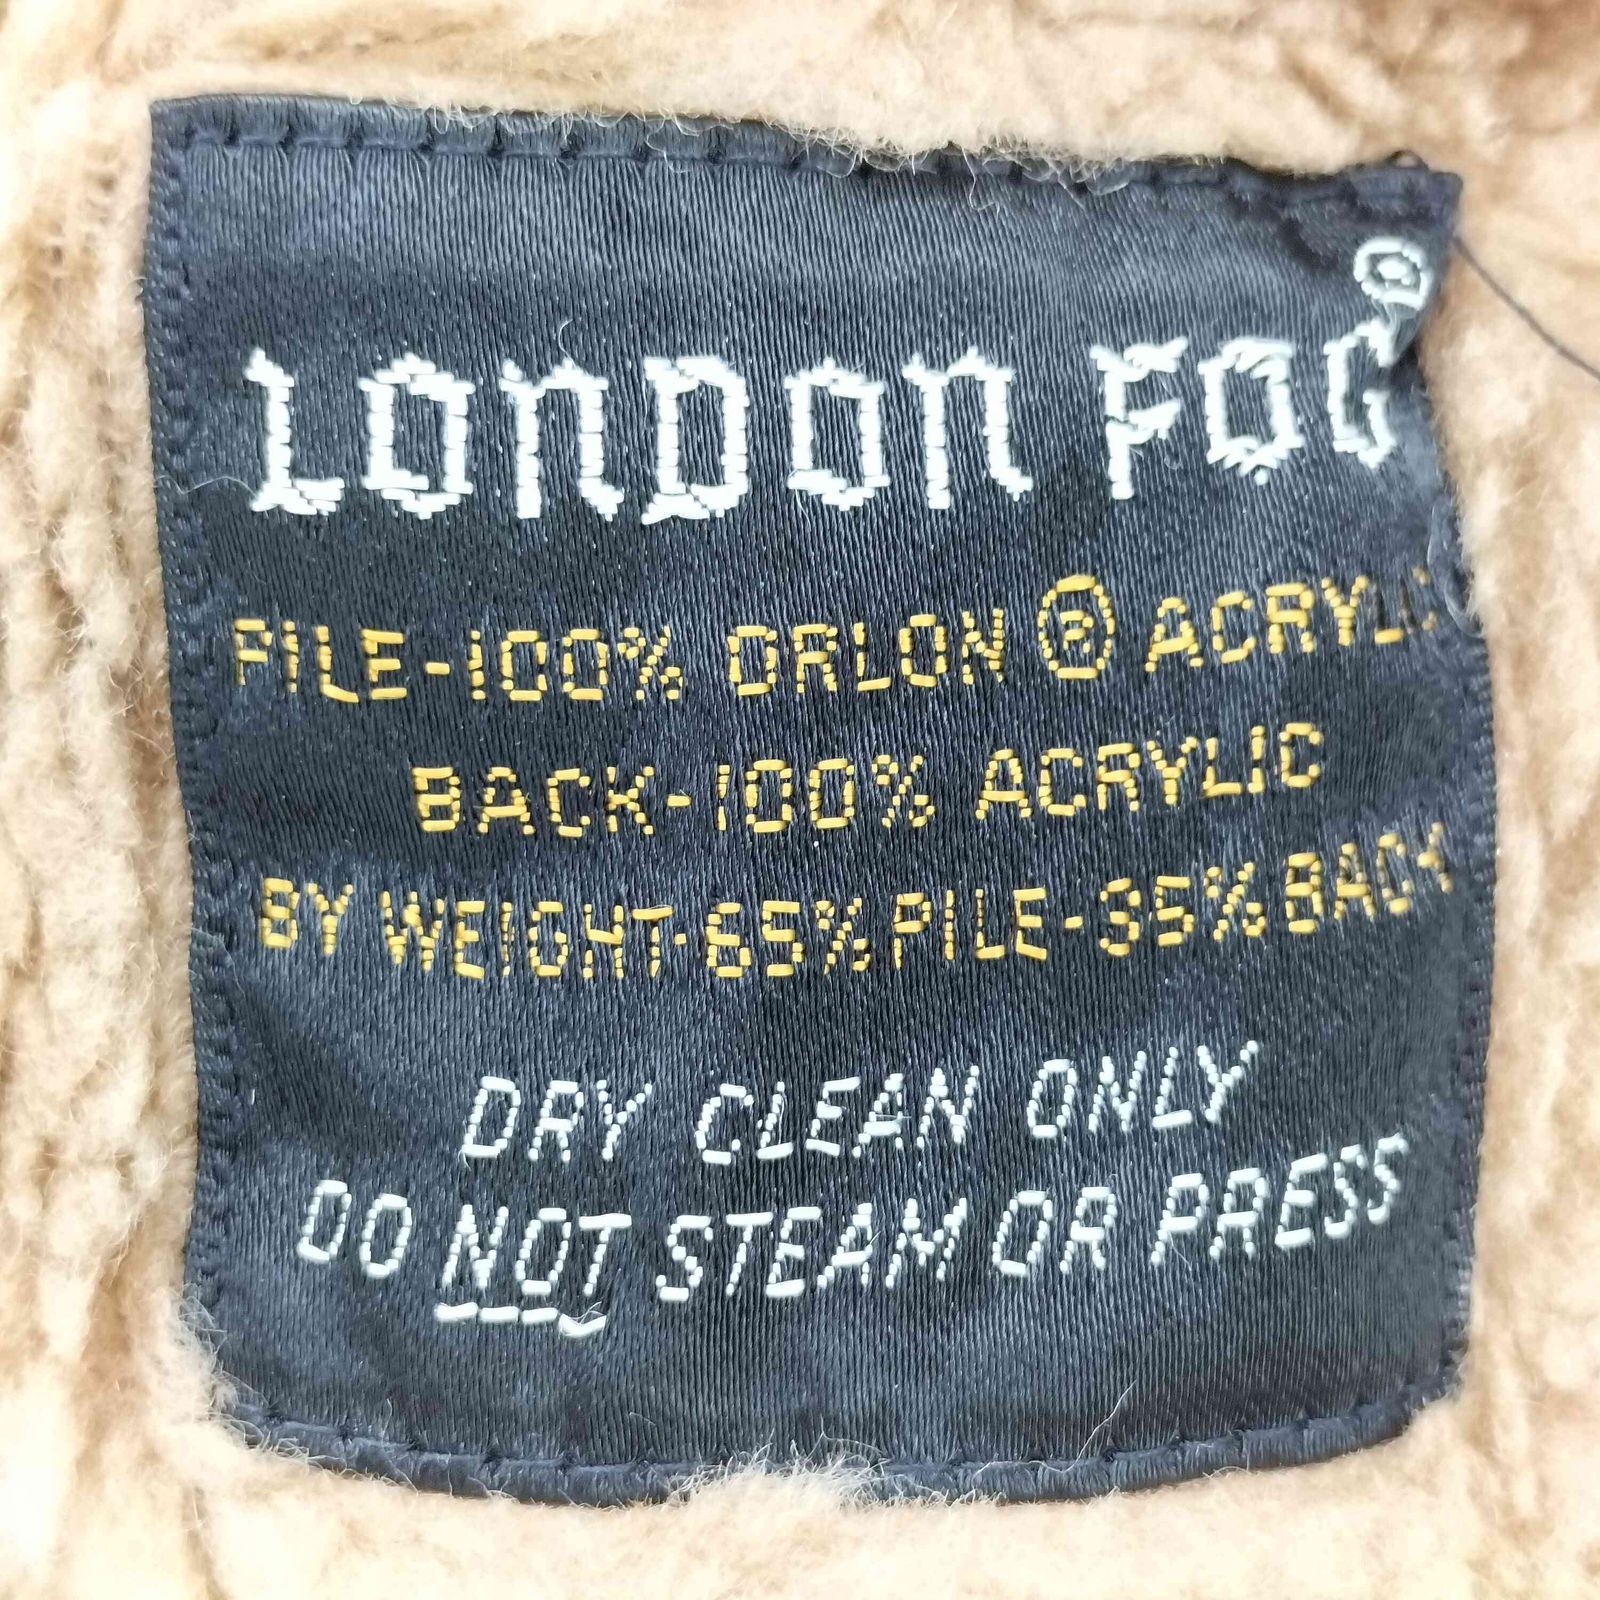 LONDON FOG®
PILE-100% ORLON ® ACRYLIC
BACK-100% ACRYLIC
BY WEIGHT-65% PILE-35% BACK
DRY CLEAN ONLY
DO NOT STEAM OR PRESS